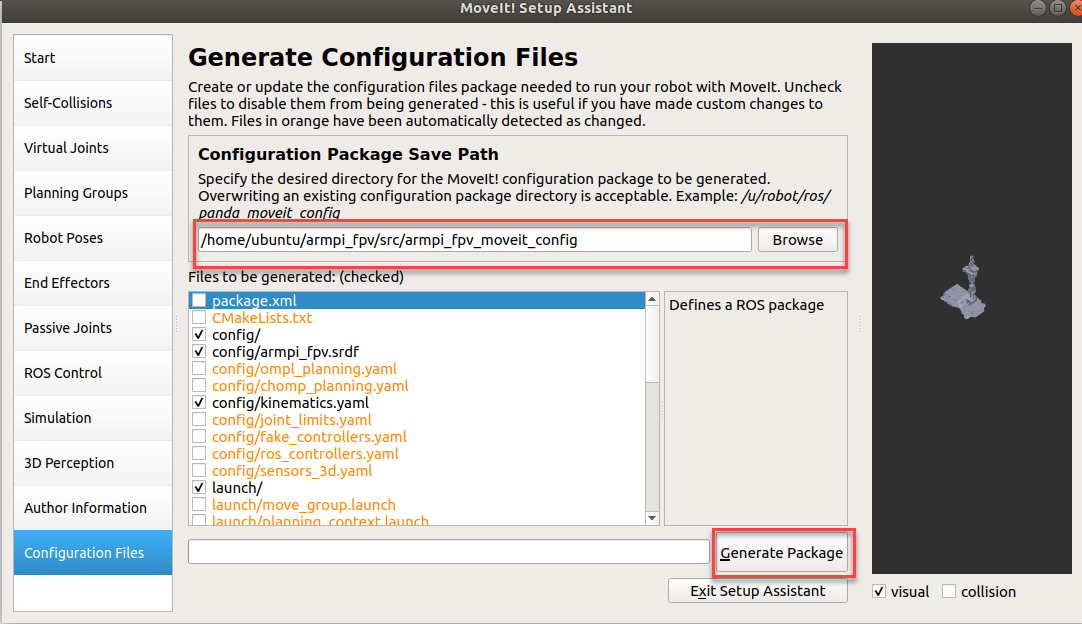 MoveIt! Setup Assistant
Start
Self-Collisions
Virtual Joints
Planning Groups
Robot Poses
End Effectors
Passive Joints
ROS Control
Simulation
3D Perception
Author Information
Configuration Files
Generate Configuration Files
Create or update the configuration files package needed to run your robot with MoveIt. Uncheck
files to disable them from being generated - this is useful if you have made custom changes to
them. Files in orange have been automatically detected as changed.
Configuration Package Save Path
Specify the desired directory for the MoveIt! configuration package to be generated.
Overwriting an existing configuration package directory is acceptable. Example: /u/robot/ros/
panda_moveit_config
/home/ubuntu/armpi_fpv/src/armpi_fpv_moveit_config
Browse
Files to be generated: (checked)
package.xml
CMakeLists.txt
config/
config/armpi_fpv.srdf
config/ompl_planning.yaml
config/chomp_planning.yaml
config/kinematics.yaml
config/joint_limits.yaml
config/fake_controllers.yaml
config/ros_controllers.yaml
config/sensors_3d.yaml
launch/
launch/move_group.launch
launch/planning_context.launch
Defines a ROS package
Generate Package
Exit Setup Assistant
visual
collision